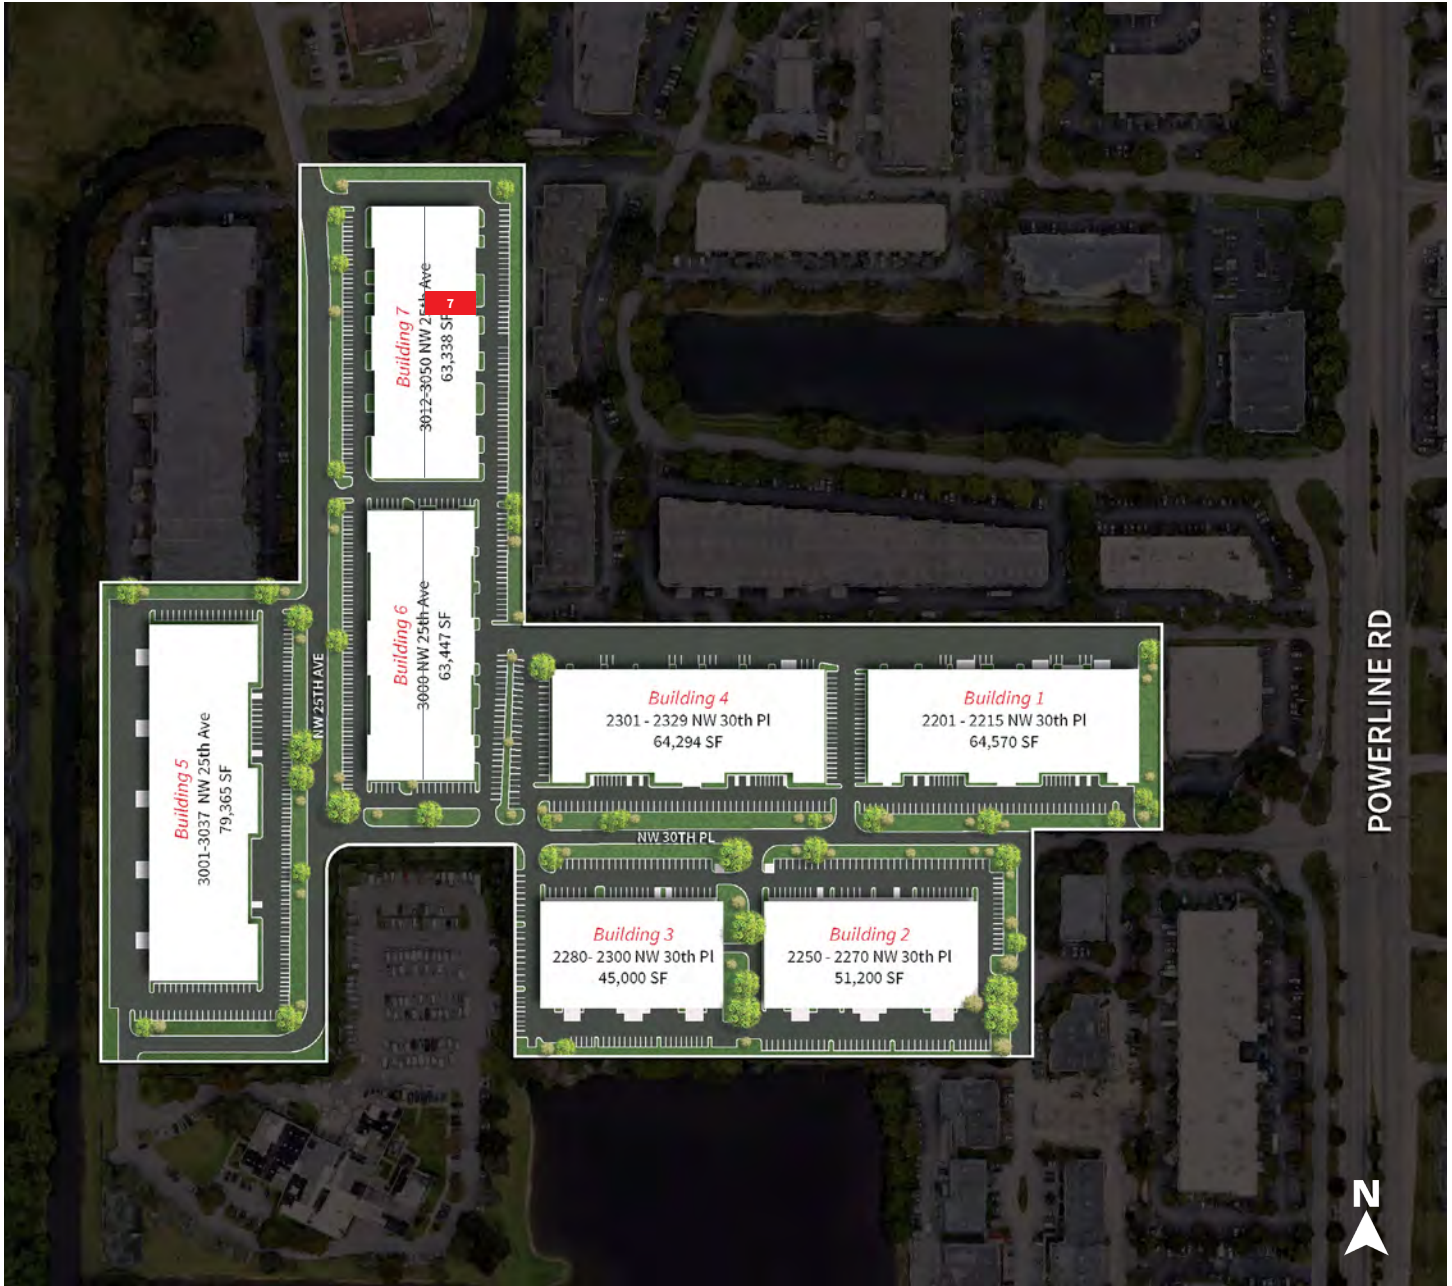 7
Building 7
3012-3050 NW 25th Ave
63,338 SF
Building 6
3000 NW 25th Ave
63,447 SF
NW 25TH AVE
Building 5
3001-3037 NW 25th Ave
79,365 SF
Building 4
2301 - 2329 NW 30th Pl
64,294 SF
Building 1
2201 - 2215 NW 30th Pl
64,570 SF
POWERLINE RD
NW 30TH PL
Building 3
2280- 2300 NW 30th Pl
45,000 SF
Building 2
2250 - 2270 NW 30th Pl
51,200 SF
N